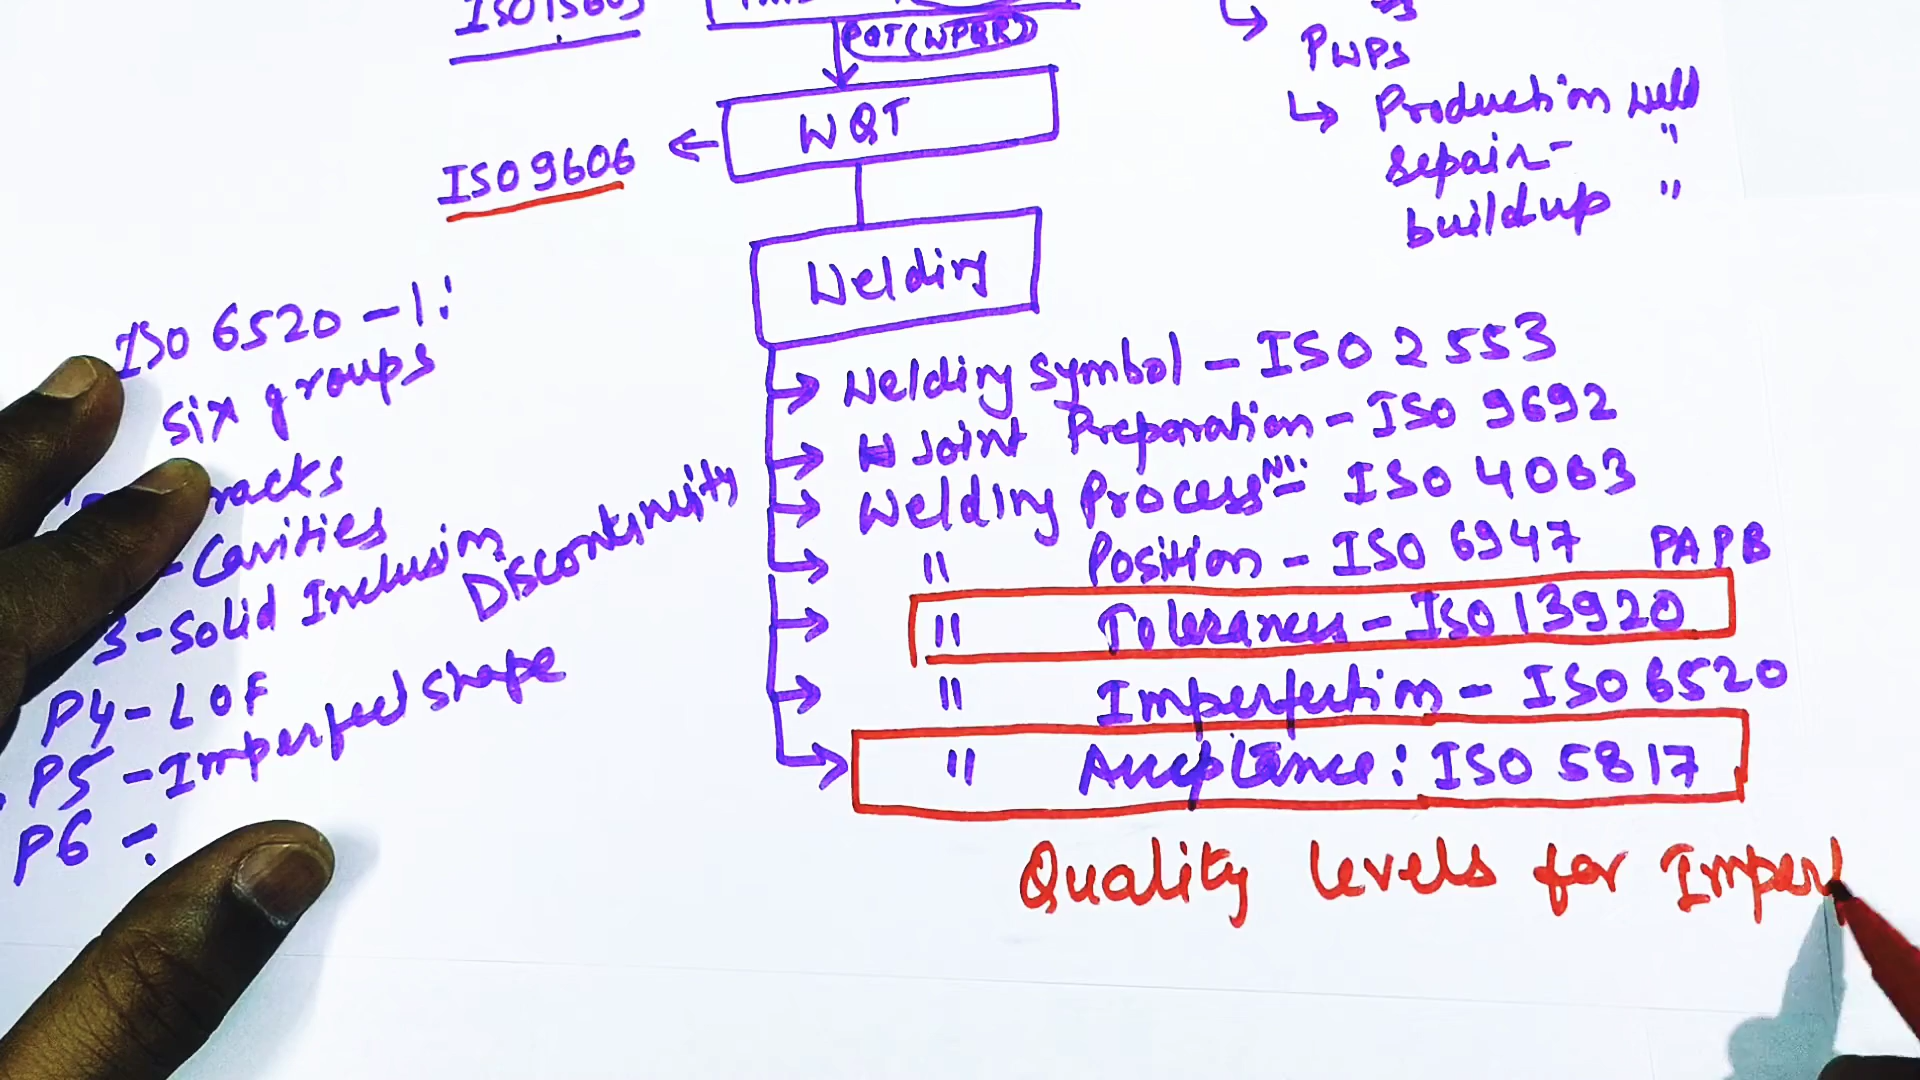 PQT (WPQR)
PWPS
↳ Production weld
repair- "
buildup "
WQT
ISO 9606
Welding
Welding symbol - ISO 2553
W Joint Preparation - ISO 9692
Welding Process No. - ISO 4063
" Position - ISO 6947 PA PB
" Tolerances - ISO 13920
" Imperfection - ISO 6520
" Acceptance: ISO 5817
Quality levels for Imperf
ISO 6520 -1:
six groups
racks
- Cavities
3 - Solid Inclusion
Discontinuity
P4 - LOF
P5 - Imperfect shape
P6 -: